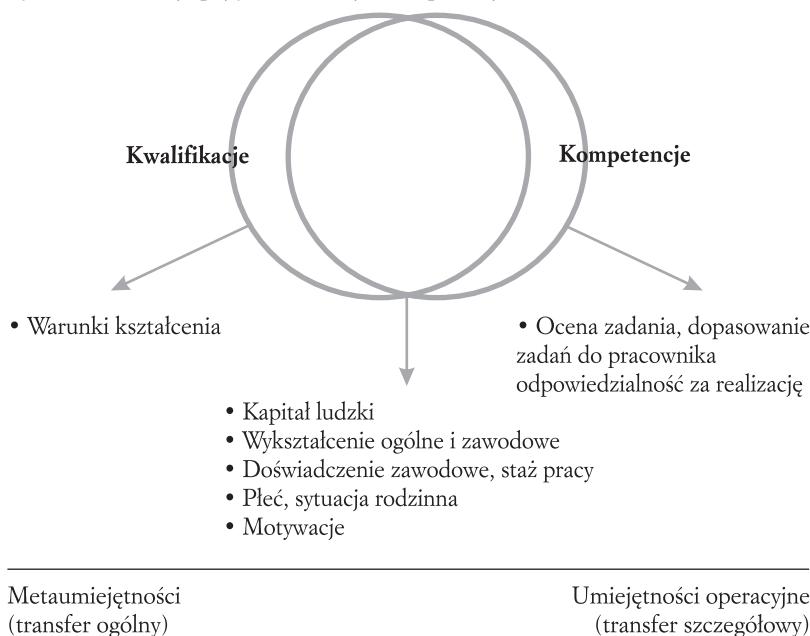 Kwalifikacje
Kompetencje
• Warunki kształcenia
• Ocena zadania, dopasowanie
zadań do pracownika
odpowiedzialność za realizację
• Kapitał ludzki
• Wykształcenie ogólne i zawodowe
• Doświadczenie zawodowe, staż pracy
• Płeć, sytuacja rodzinna
• Motywacje
Metaumiejętności
(transfer ogólny)
Umiejętności operacyjne
(transfer szczegółowy)